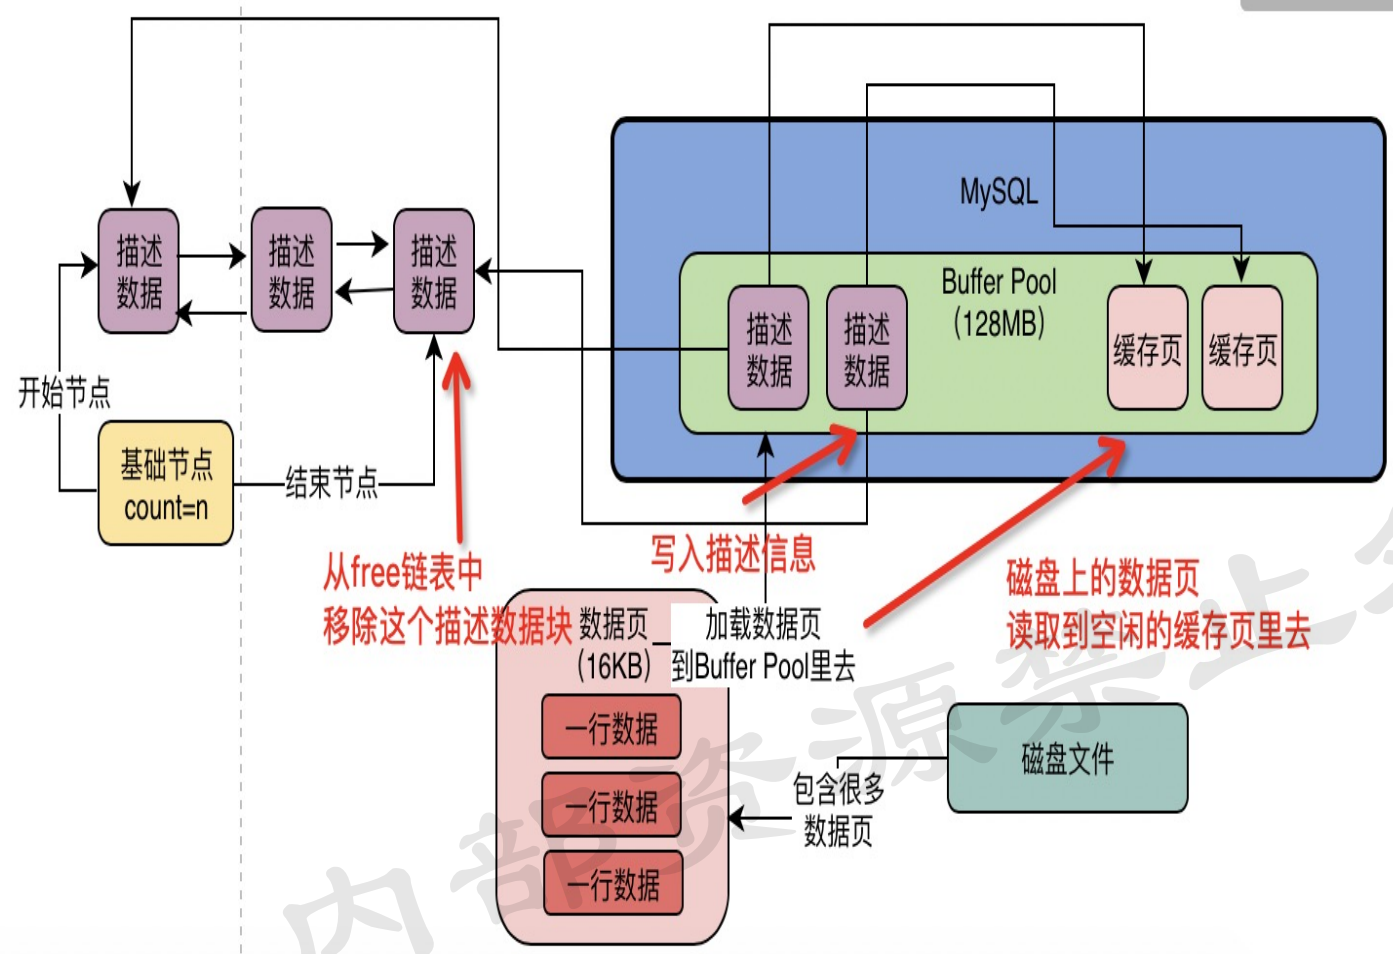 MySQL
Buffer Pool
(128MB)
描述
数据
描述
数据
描述
数据
描述
数据
描述
数据
缓存页
缓存页
开始节点
基础节点
count=n
结束节点
从free链表中
移除这个描述数据块
写入描述信息
磁盘上的数据页
读取到空闲的缓存页里去
数据页
(16KB)
加载数据页
到Buffer Pool里去
一行数据
一行数据
一行数据
包含很多
数据页
磁盘文件
内部资源禁止